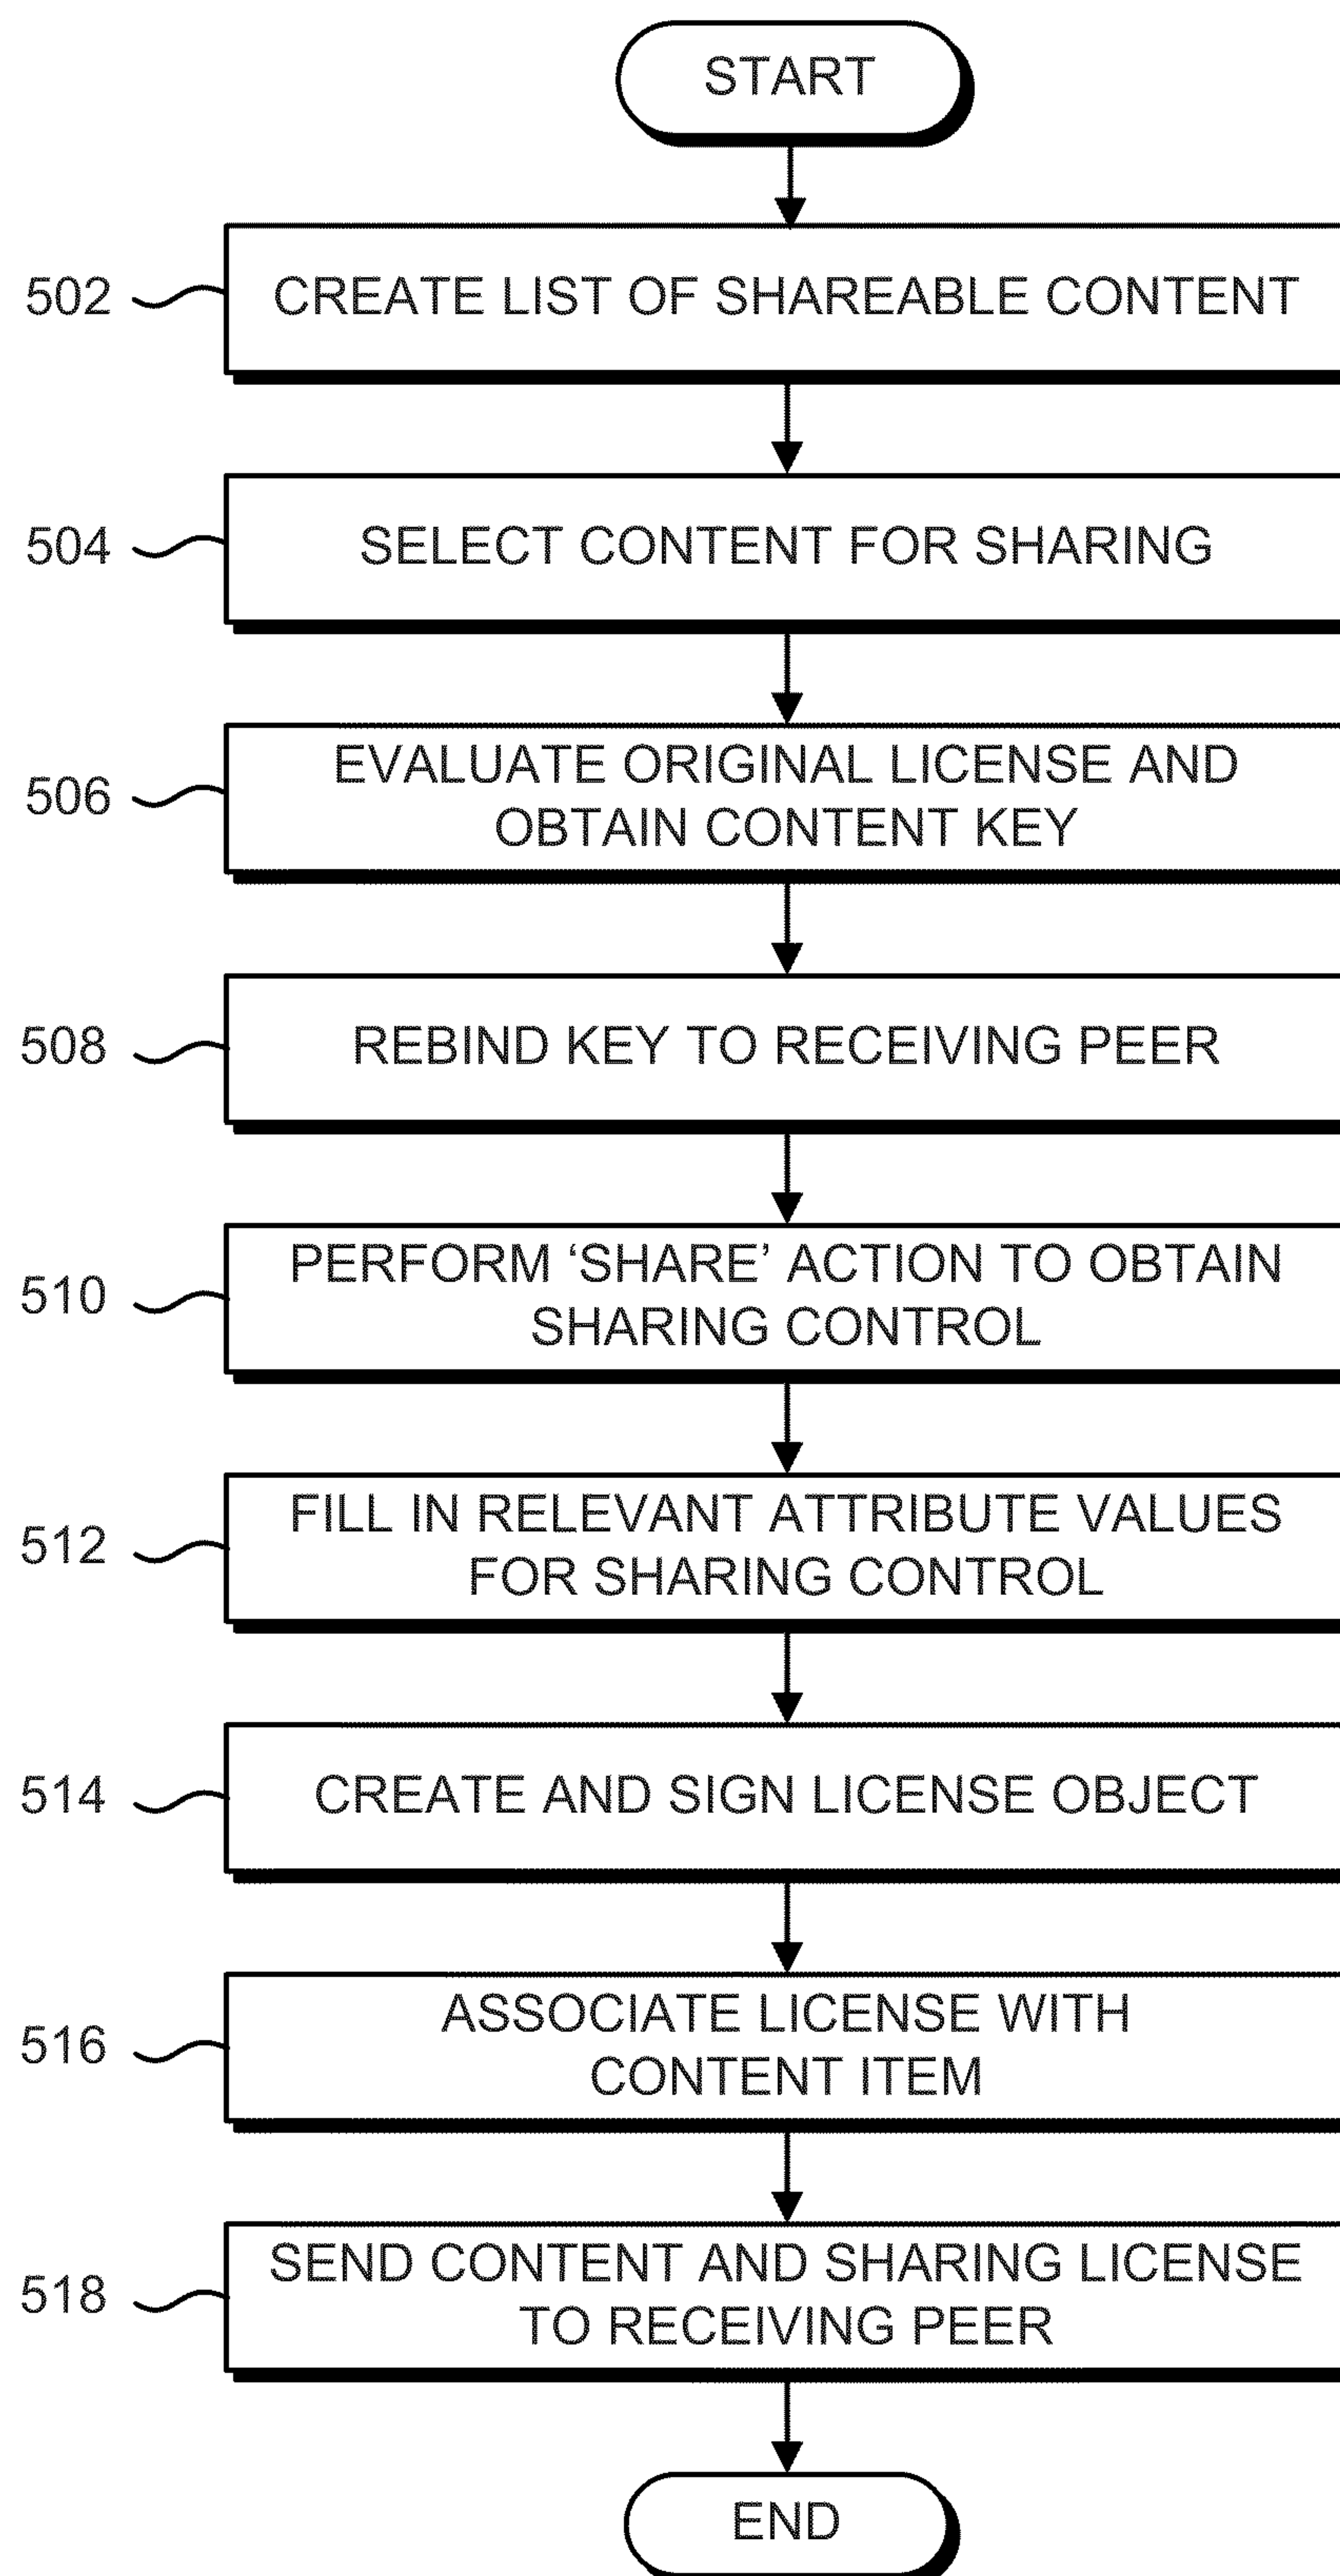 START
502
CREATE LIST OF SHAREABLE CONTENT
504
SELECT CONTENT FOR SHARING
506
EVALUATE ORIGINAL LICENSE AND
OBTAIN CONTENT KEY
508
REBIND KEY TO RECEIVING PEER
510
PERFORM ‘SHARE’ ACTION TO OBTAIN
SHARING CONTROL
512
FILL IN RELEVANT ATTRIBUTE VALUES
FOR SHARING CONTROL
514
CREATE AND SIGN LICENSE OBJECT
516
ASSOCIATE LICENSE WITH
CONTENT ITEM
518
SEND CONTENT AND SHARING LICENSE
TO RECEIVING PEER
END